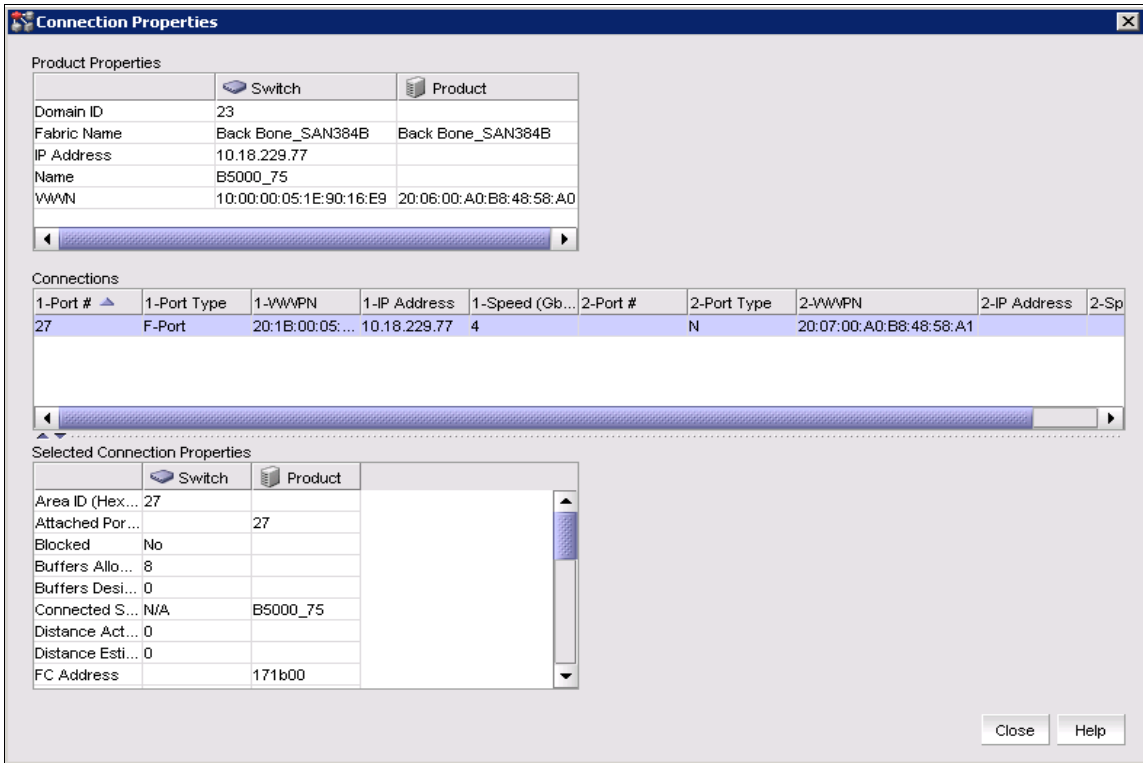 Connection Properties
Product Properties
Switch Product
Domain ID 23
Fabric Name Back Bone_SAN384B Back Bone_SAN384B
IP Address 10.18.229.77
Name B5000_75
WWN 10:00:00:05:1E:90:16:E9 20:06:00:A0:B8:48:58:A0
Connections
1-Port # 1-Port Type 1-WWPN 1-IP Address 1-Speed (Gb... 2-Port # 2-Port Type 2-WWPN 2-IP Address 2-Sp
27 F-Port 20:1B:00:05:... 10.18.229.77 4 N 20:07:00:A0:B8:48:58:A1
Selected Connection Properties
Switch Product
Area ID (Hex... 27
Attached Por... 27
Blocked No
Buffers Allo... 8
Buffers Desi... 0
Connected S... N/A B5000_75
Distance Act... 0
Distance Esti... 0
FC Address 171b00
Close Help